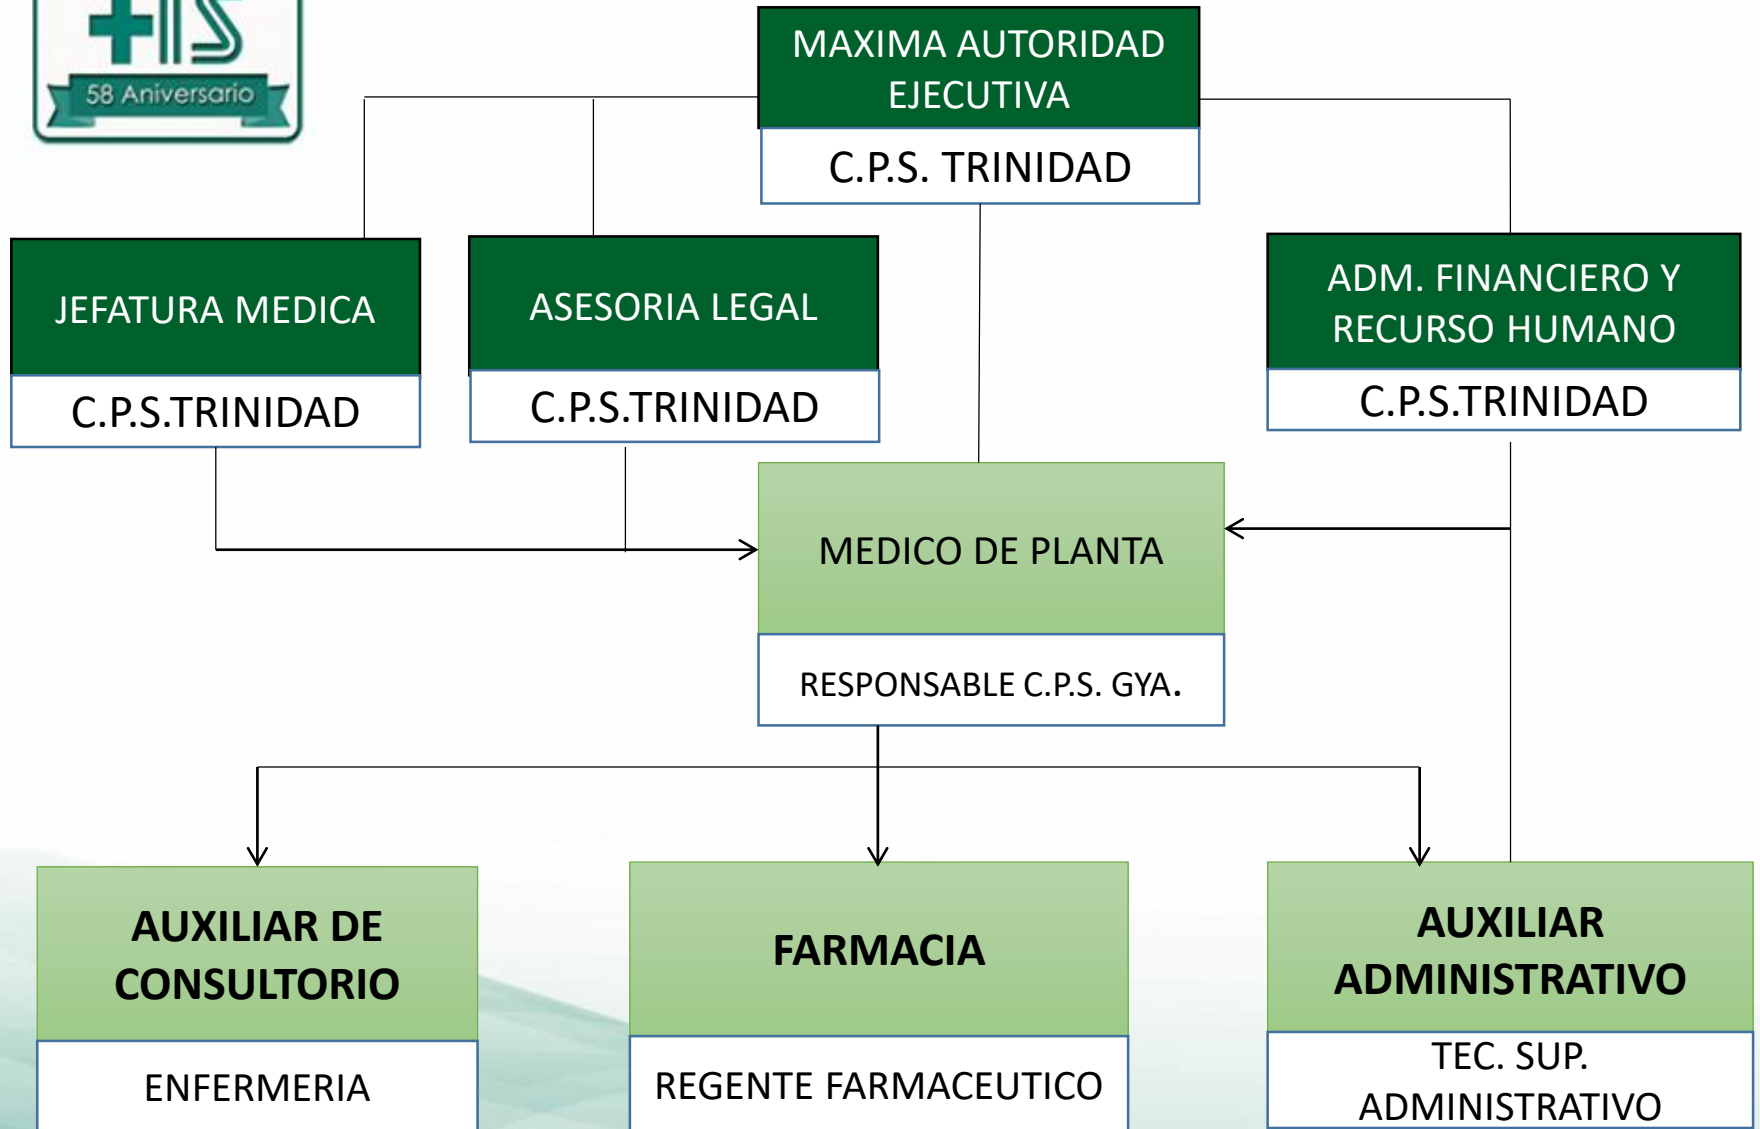 58 Aniversario
MAXIMA AUTORIDAD
EJECUTIVA
C.P.S. TRINIDAD
JEFATURA MEDICA
C.P.S.TRINIDAD
ASESORIA LEGAL
C.P.S.TRINIDAD
ADM. FINANCIERO Y
RECURSO HUMANO
C.P.S.TRINIDAD
MEDICO DE PLANTA
RESPONSABLE C.P.S. GYA.
AUXILIAR DE
CONSULTORIO
ENFERMERIA
FARMACIA
REGENTE FARMACEUTICO
AUXILIAR
ADMINISTRATIVO
TEC. SUP.
ADMINISTRATIVO